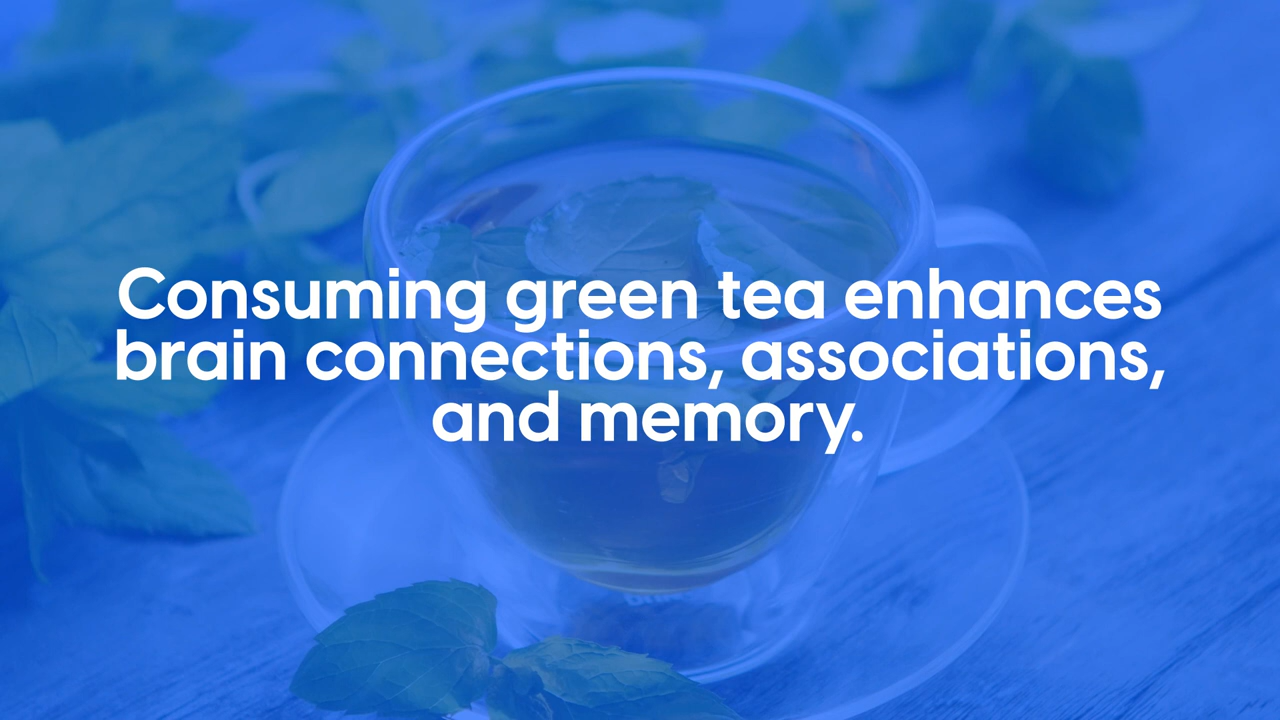 Consuming green tea enhances
brain connections, associations,
and memory.